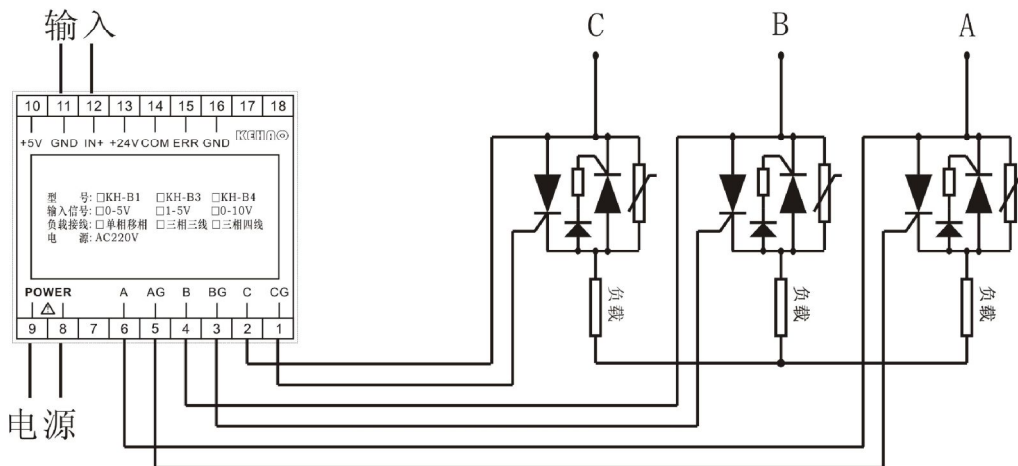 输入
C B A
10 11 12 13 14 15 16 17 18
+5V GND IN+ +24V COM ERR GND KEHAO
型 号: □KH-B1 □KH-B3 □KH-B4
输入信号: □0-5V □1-5V □0-10V
负载接线: □单相移相 □三相三线 □三相四线
电 源: AC220V
POWER A AG B BG C CG
9 8 7 6 5 4 3 2 1
负载 负载 负载
电源